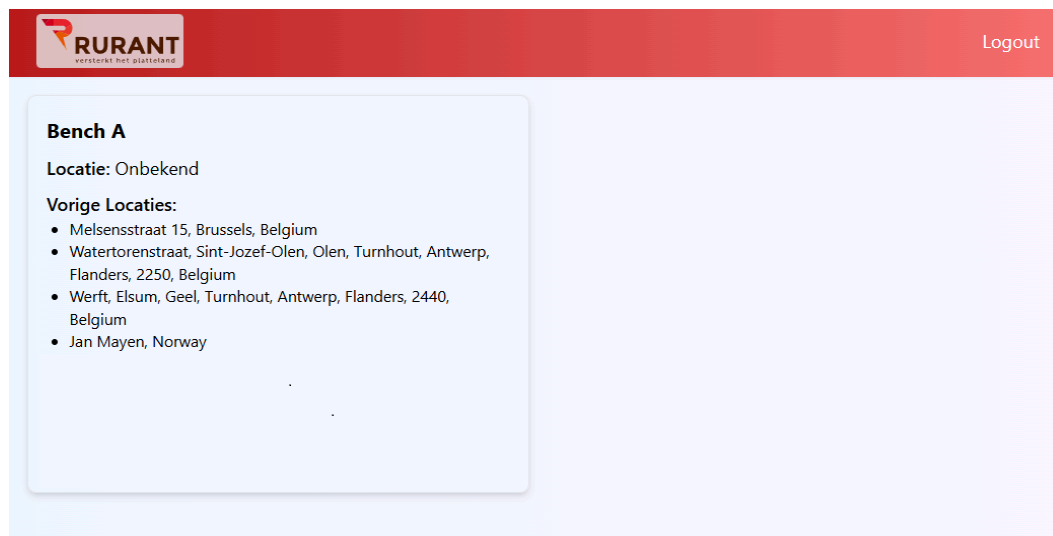 RURANT
versterkt het platteland
Logout
Bench A
Locatie: Onbekend
Vorige Locaties:
• Melsensstraat 15, Brussels, Belgium
• Watertorenstraat, Sint-Jozef-Olen, Olen, Turnhout, Antwerp,
Flanders, 2250, Belgium
• Werft, Elsum, Geel, Turnhout, Antwerp, Flanders, 2440,
Belgium
• Jan Mayen, Norway